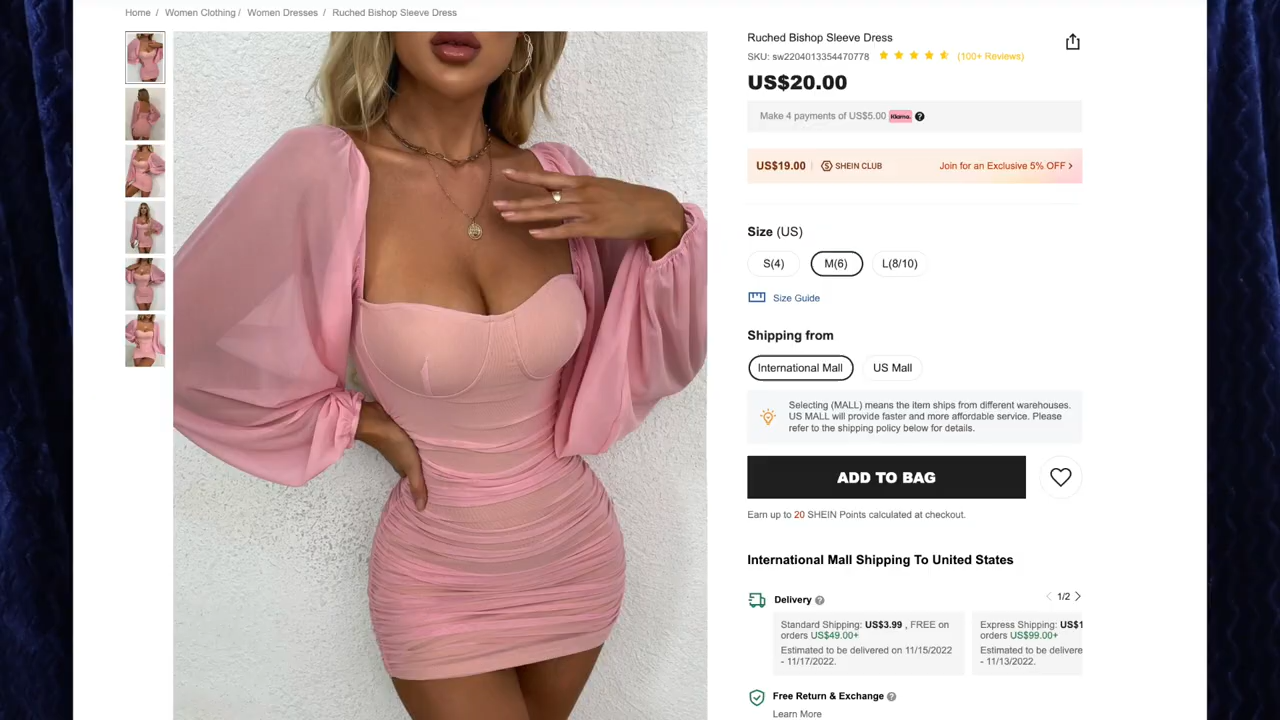 Home / Women Clothing / Women Dresses / Ruched Bishop Sleeve Dress
Ruched Bishop Sleeve Dress
SKU: sw2204013354470778 (100+ Reviews)
US$20.00
Make 4 payments of US$5.00 Klarna. ?
US$19.00 S SHEIN CLUB Join for an Exclusive 5% OFF >
Size (US)
S(4) M(6) L(8/10)
Size Guide
Shipping from
International Mall US Mall
Selecting (MALL) means the item ships from different warehouses.
US MALL will provide faster and more affordable service. Please
refer to the shipping policy below for details.
ADD TO BAG
Earn up to 20 SHEIN Points calculated at checkout.
International Mall Shipping To United States
Delivery ? < 1/2 >
Standard Shipping: US$3.99 , FREE on
orders US$49.00+
Estimated to be delivered on 11/15/2022
- 11/17/2022.
Express Shipping: US$1
orders US$99.00+
Estimated to be delivere
- 11/13/2022.
Free Return & Exchange ?
Learn More